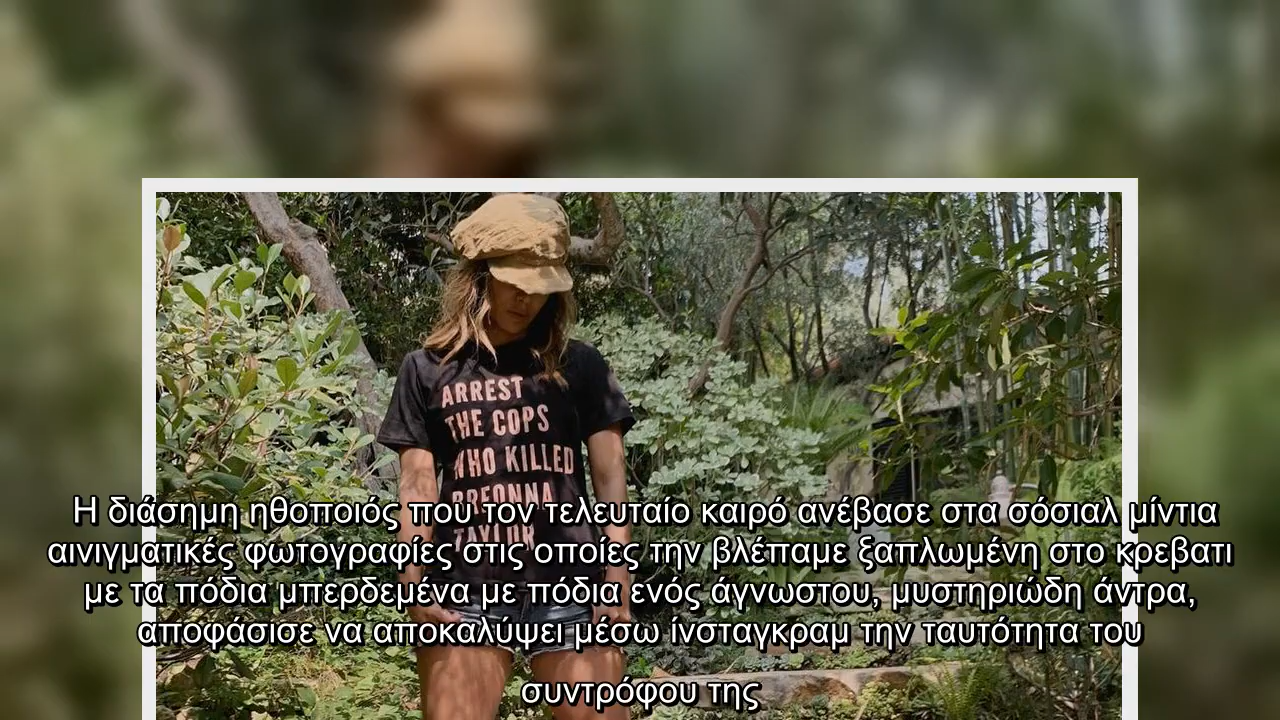 ARREST
THE COPS
WHO KILLED
BREONNA
TAYLOR
Η διάσημη ηθοποιός που τον τελευταίο καιρό ανέβασε στα σόσιαλ μίντια
αινιγματικές φωτογραφίες στις οποίες την βλέπαμε ξαπλωμένη στο κρεβατι
με τα πόδια μπερδεμένα με πόδια ενός άγνωστου, μυστηριώδη άντρα,
αποφάσισε να αποκαλύψει μέσω ίνσταγκραμ την ταυτότητα του
συντρόφου της